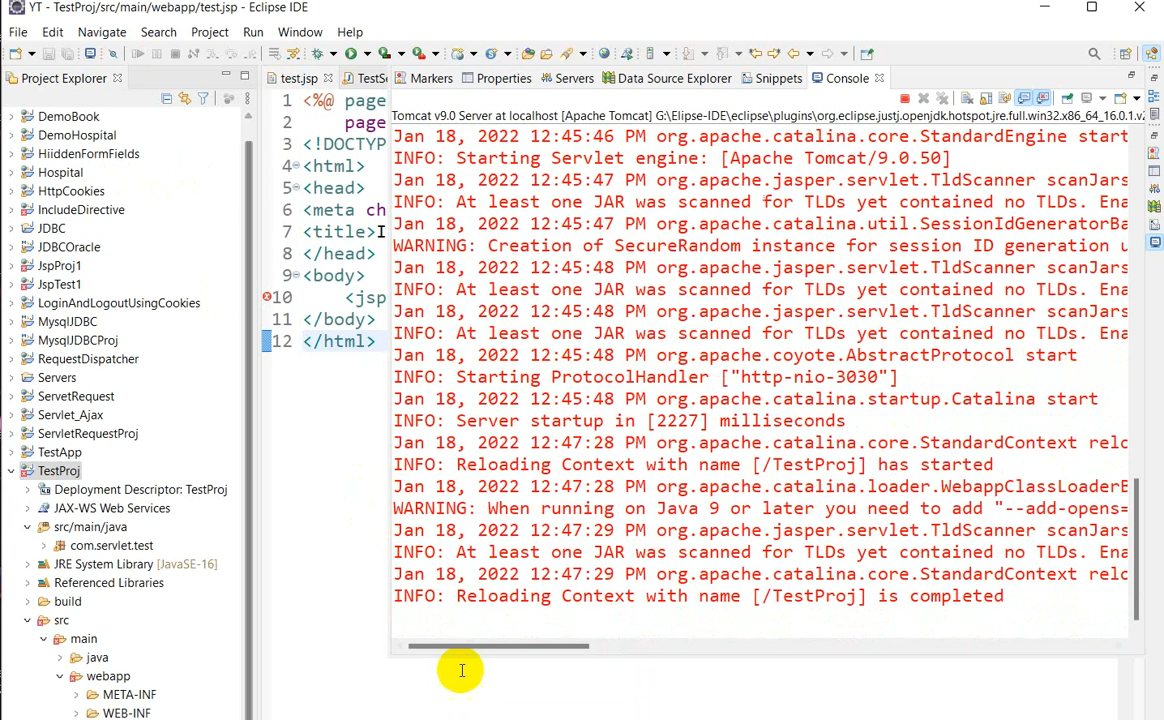 YT - TestProj/src/main/webapp/test.jsp - Eclipse IDE
File Edit Navigate Search Project Run Window Help
Project Explorer
DemoBook
DemoHospital
HiiddenFormFields
Hospital
HttpCookies
IncludeDirective
JDBC
JDBCOracle
JspProj1
JspTest1
LoginAndLogoutUsingCookies
MysqlJDBC
MysqlJDBCProj
RequestDispatcher
Servers
ServetRequest
Servlet_Ajax
ServletRequestProj
TestApp
TestProj
Deployment Descriptor: TestProj
JAX-WS Web Services
src/main/java
com.servlet.test
JRE System Library [JavaSE-16]
Referenced Libraries
build
src
main
java
webapp
META-INF
WEB-INF
test.jsp TestSe
1 <%@ page
2 page
3 <!DOCTYP
4 <html>
5 <head>
6 <meta ch
7 <title>I
8 </head>
9 <body>
10 <jsp
11 </body>
12 </html>
Markers Properties Servers Data Source Explorer Snippets Console
Tomcat v9.0 Server at localhost [Apache Tomcat] G:\Elipse-IDE\eclipse\plugins\org.eclipse.justj.openjdk.hotspot.jre.full.win32.x86_64_16.0.1.v2
Jan 18, 2022 12:45:46 PM org.apache.catalina.core.StandardEngine start
INFO: Starting Servlet engine: [Apache Tomcat/9.0.50]
Jan 18, 2022 12:45:47 PM org.apache.jasper.servlet.TldScanner scanJars
INFO: At least one JAR was scanned for TLDs yet contained no TLDs. Ena
Jan 18, 2022 12:45:47 PM org.apache.catalina.util.SessionIdGeneratorBa
WARNING: Creation of SecureRandom instance for session ID generation u
Jan 18, 2022 12:45:48 PM org.apache.jasper.servlet.TldScanner scanJars
INFO: At least one JAR was scanned for TLDs yet contained no TLDs. Ena
Jan 18, 2022 12:45:48 PM org.apache.jasper.servlet.TldScanner scanJars
INFO: At least one JAR was scanned for TLDs yet contained no TLDs. Ena
Jan 18, 2022 12:45:48 PM org.apache.coyote.AbstractProtocol start
INFO: Starting ProtocolHandler ["http-nio-3030"]
Jan 18, 2022 12:45:48 PM org.apache.catalina.startup.Catalina start
INFO: Server startup in [2227] milliseconds
Jan 18, 2022 12:47:28 PM org.apache.catalina.core.StandardContext relo
INFO: Reloading Context with name [/TestProj] has started
Jan 18, 2022 12:47:28 PM org.apache.catalina.loader.WebappClassLoaderB
WARNING: When running on Java 9 or later you need to add "--add-opens=
Jan 18, 2022 12:47:29 PM org.apache.jasper.servlet.TldScanner scanJars
INFO: At least one JAR was scanned for TLDs yet contained no TLDs. Ena
Jan 18, 2022 12:47:29 PM org.apache.catalina.core.StandardContext relo
INFO: Reloading Context with name [/TestProj] is completed